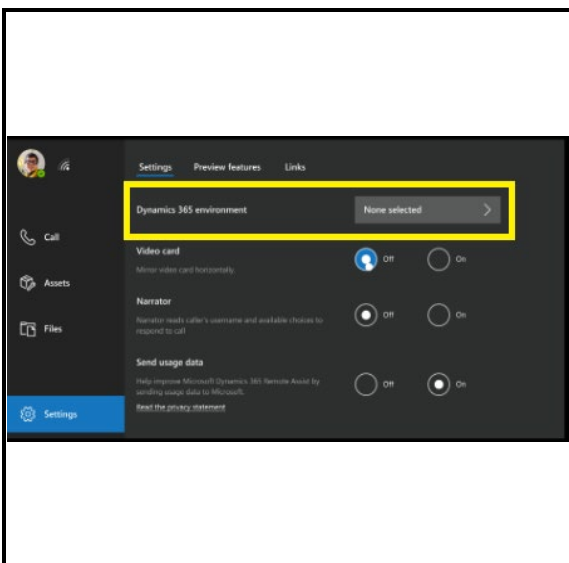 Settings Preview features Links
Dynamics 365 environment None selected
Call
Video card Off On
Mirror video card horizontally.
Assets
Narrator
Narrator reads caller's username and available choices to
respond to call
Off On
Files
Send usage data
Help improve Microsoft Dynamics 365 Remote Assist by
sending usage data to Microsoft.
Off On
Read the privacy statement
Settings